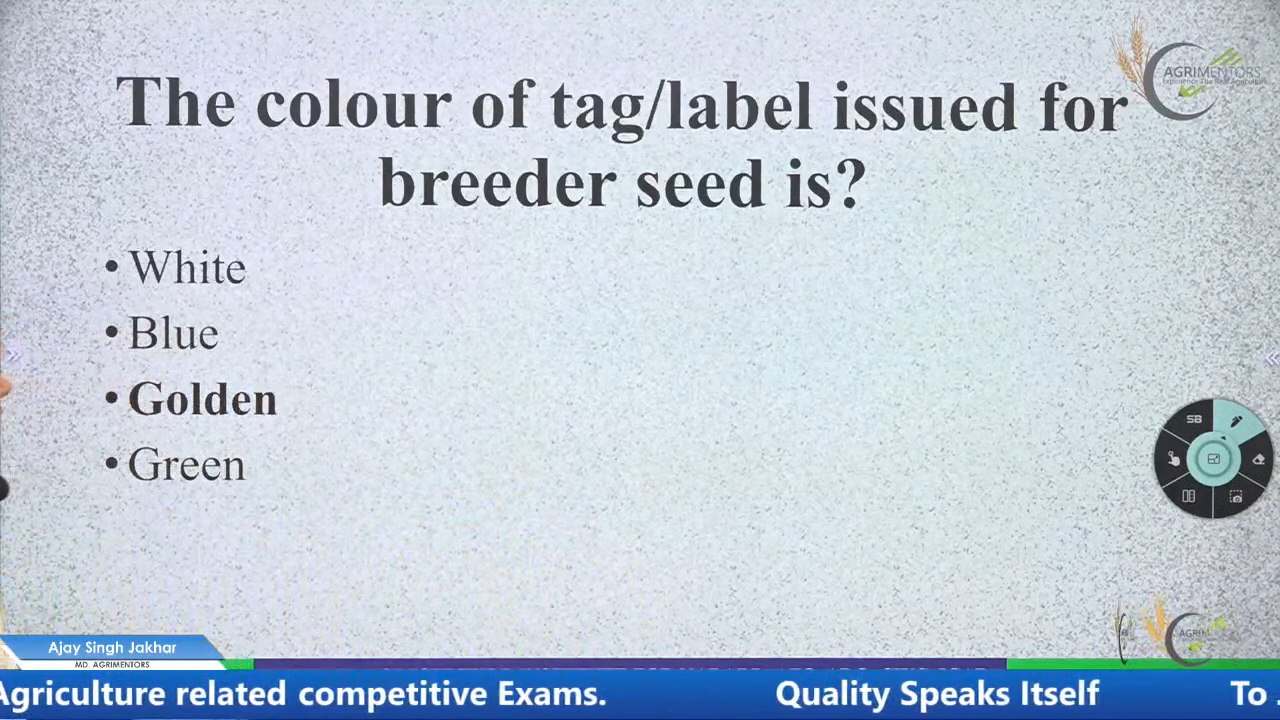 The colour of tag/label issued for
breeder seed is?
• White
• Blue
• Golden
• Green
AGRIMENTORS
SB
Ajay Singh Jakhar
MD. AGRIMENTORS
Agriculture related competitive Exams. Quality Speaks Itself To